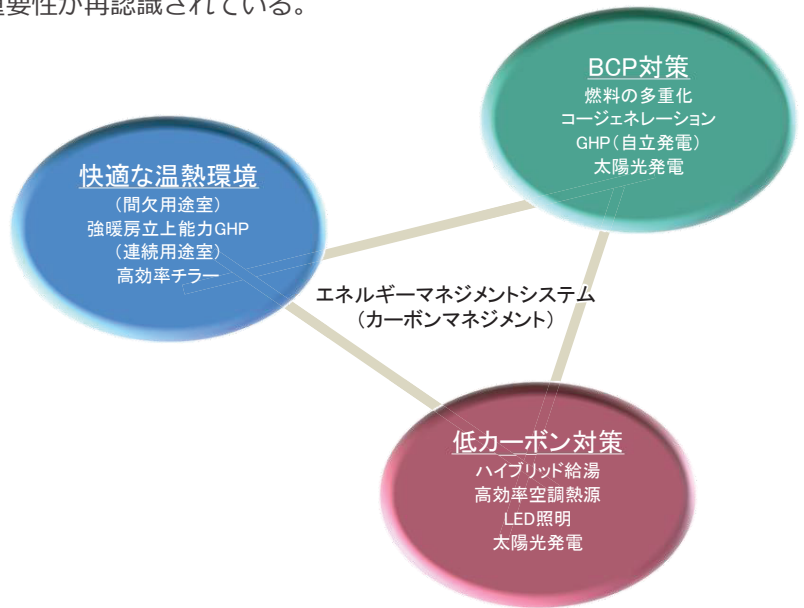 重要性が再認識されている。
BCP対策
燃料の多重化
コージェネレーション
GHP(自立発電)
太陽光発電
快適な温熱環境
(間欠用途室)
強暖房立上能力GHP
(連続用途室)
高効率チラー
エネルギーマネジメントシステム
(カーボンマネジメント)
低カーボン対策
ハイブリッド給湯
高効率空調熱源
LED照明
太陽光発電